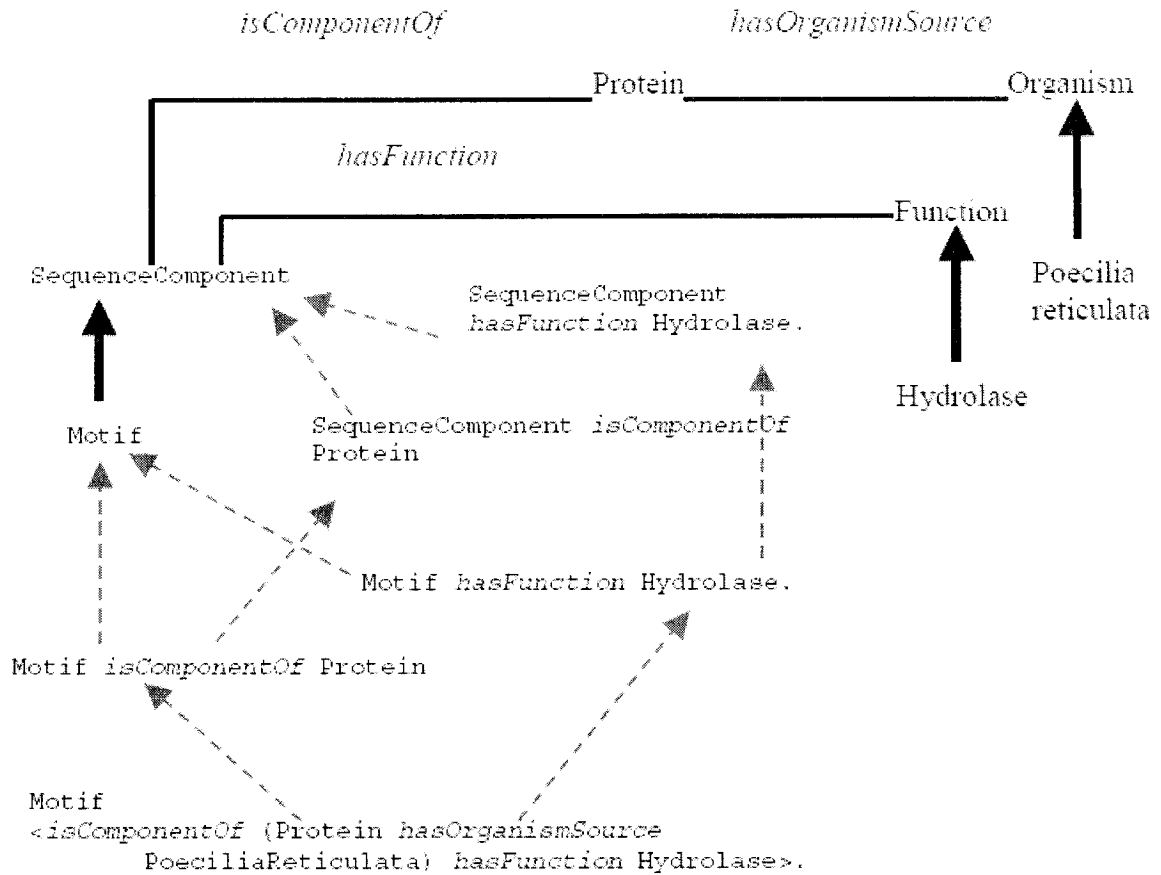 isComponentOf hasOrganismSource
Protein Organism
hasFunction
Function
SequenceComponent
Poecilia
reticulata
SequenceComponent
hasFunction Hydrolase.
Hydrolase
Motif
SequenceComponent isComponentOf
Protein
Motif hasFunction Hydrolase.
Motif isComponentOf Protein
Motif
<isComponentOf (Protein hasOrganismSource
PoeciliaReticulata) hasFunction Hydrolase>.